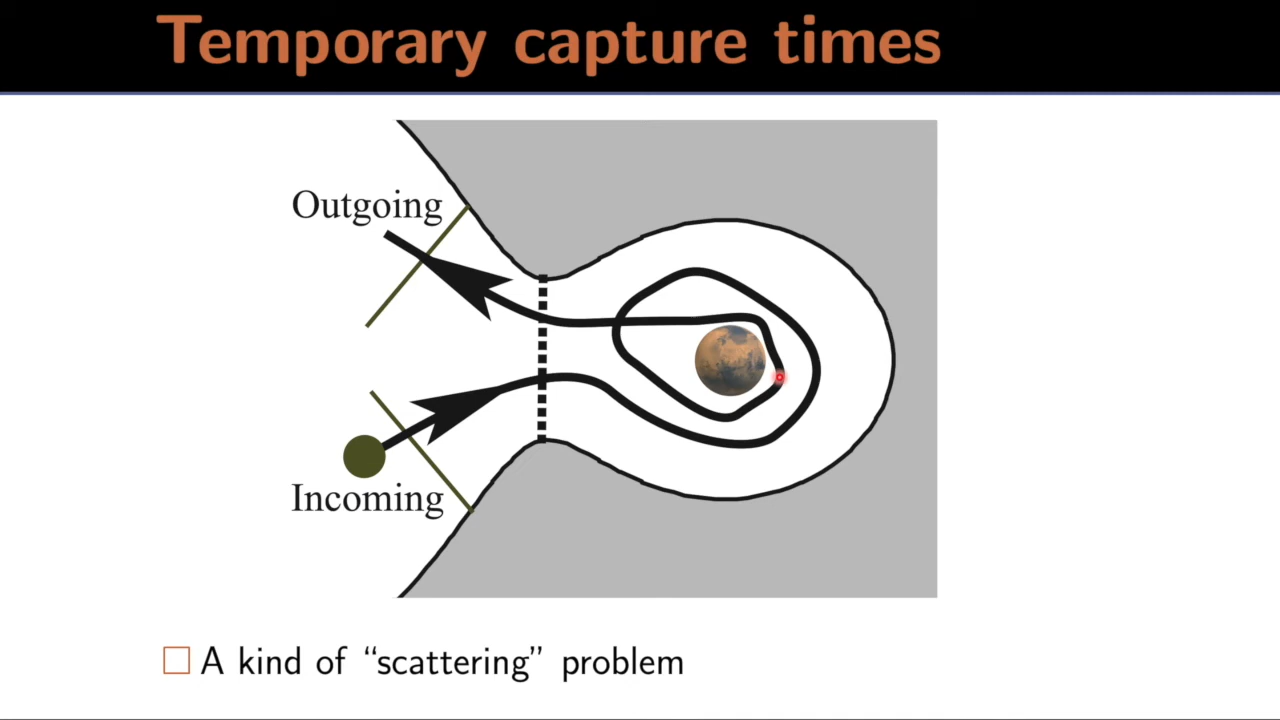 Temporary capture times
Outgoing
Incoming
A kind of “scattering” problem